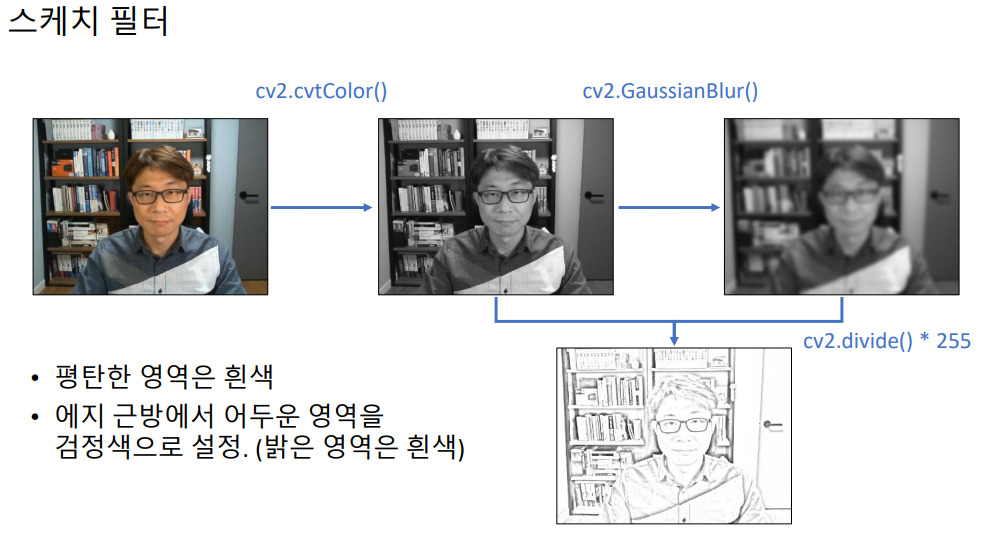 스케치 필터
cv2.cvtColor()
cv2.GaussianBlur()
cv2.divide() * 255
• 평탄한 영역은 흰색
• 에지 근방에서 어두운 영역을
검정색으로 설정. (밝은 영역은 흰색)